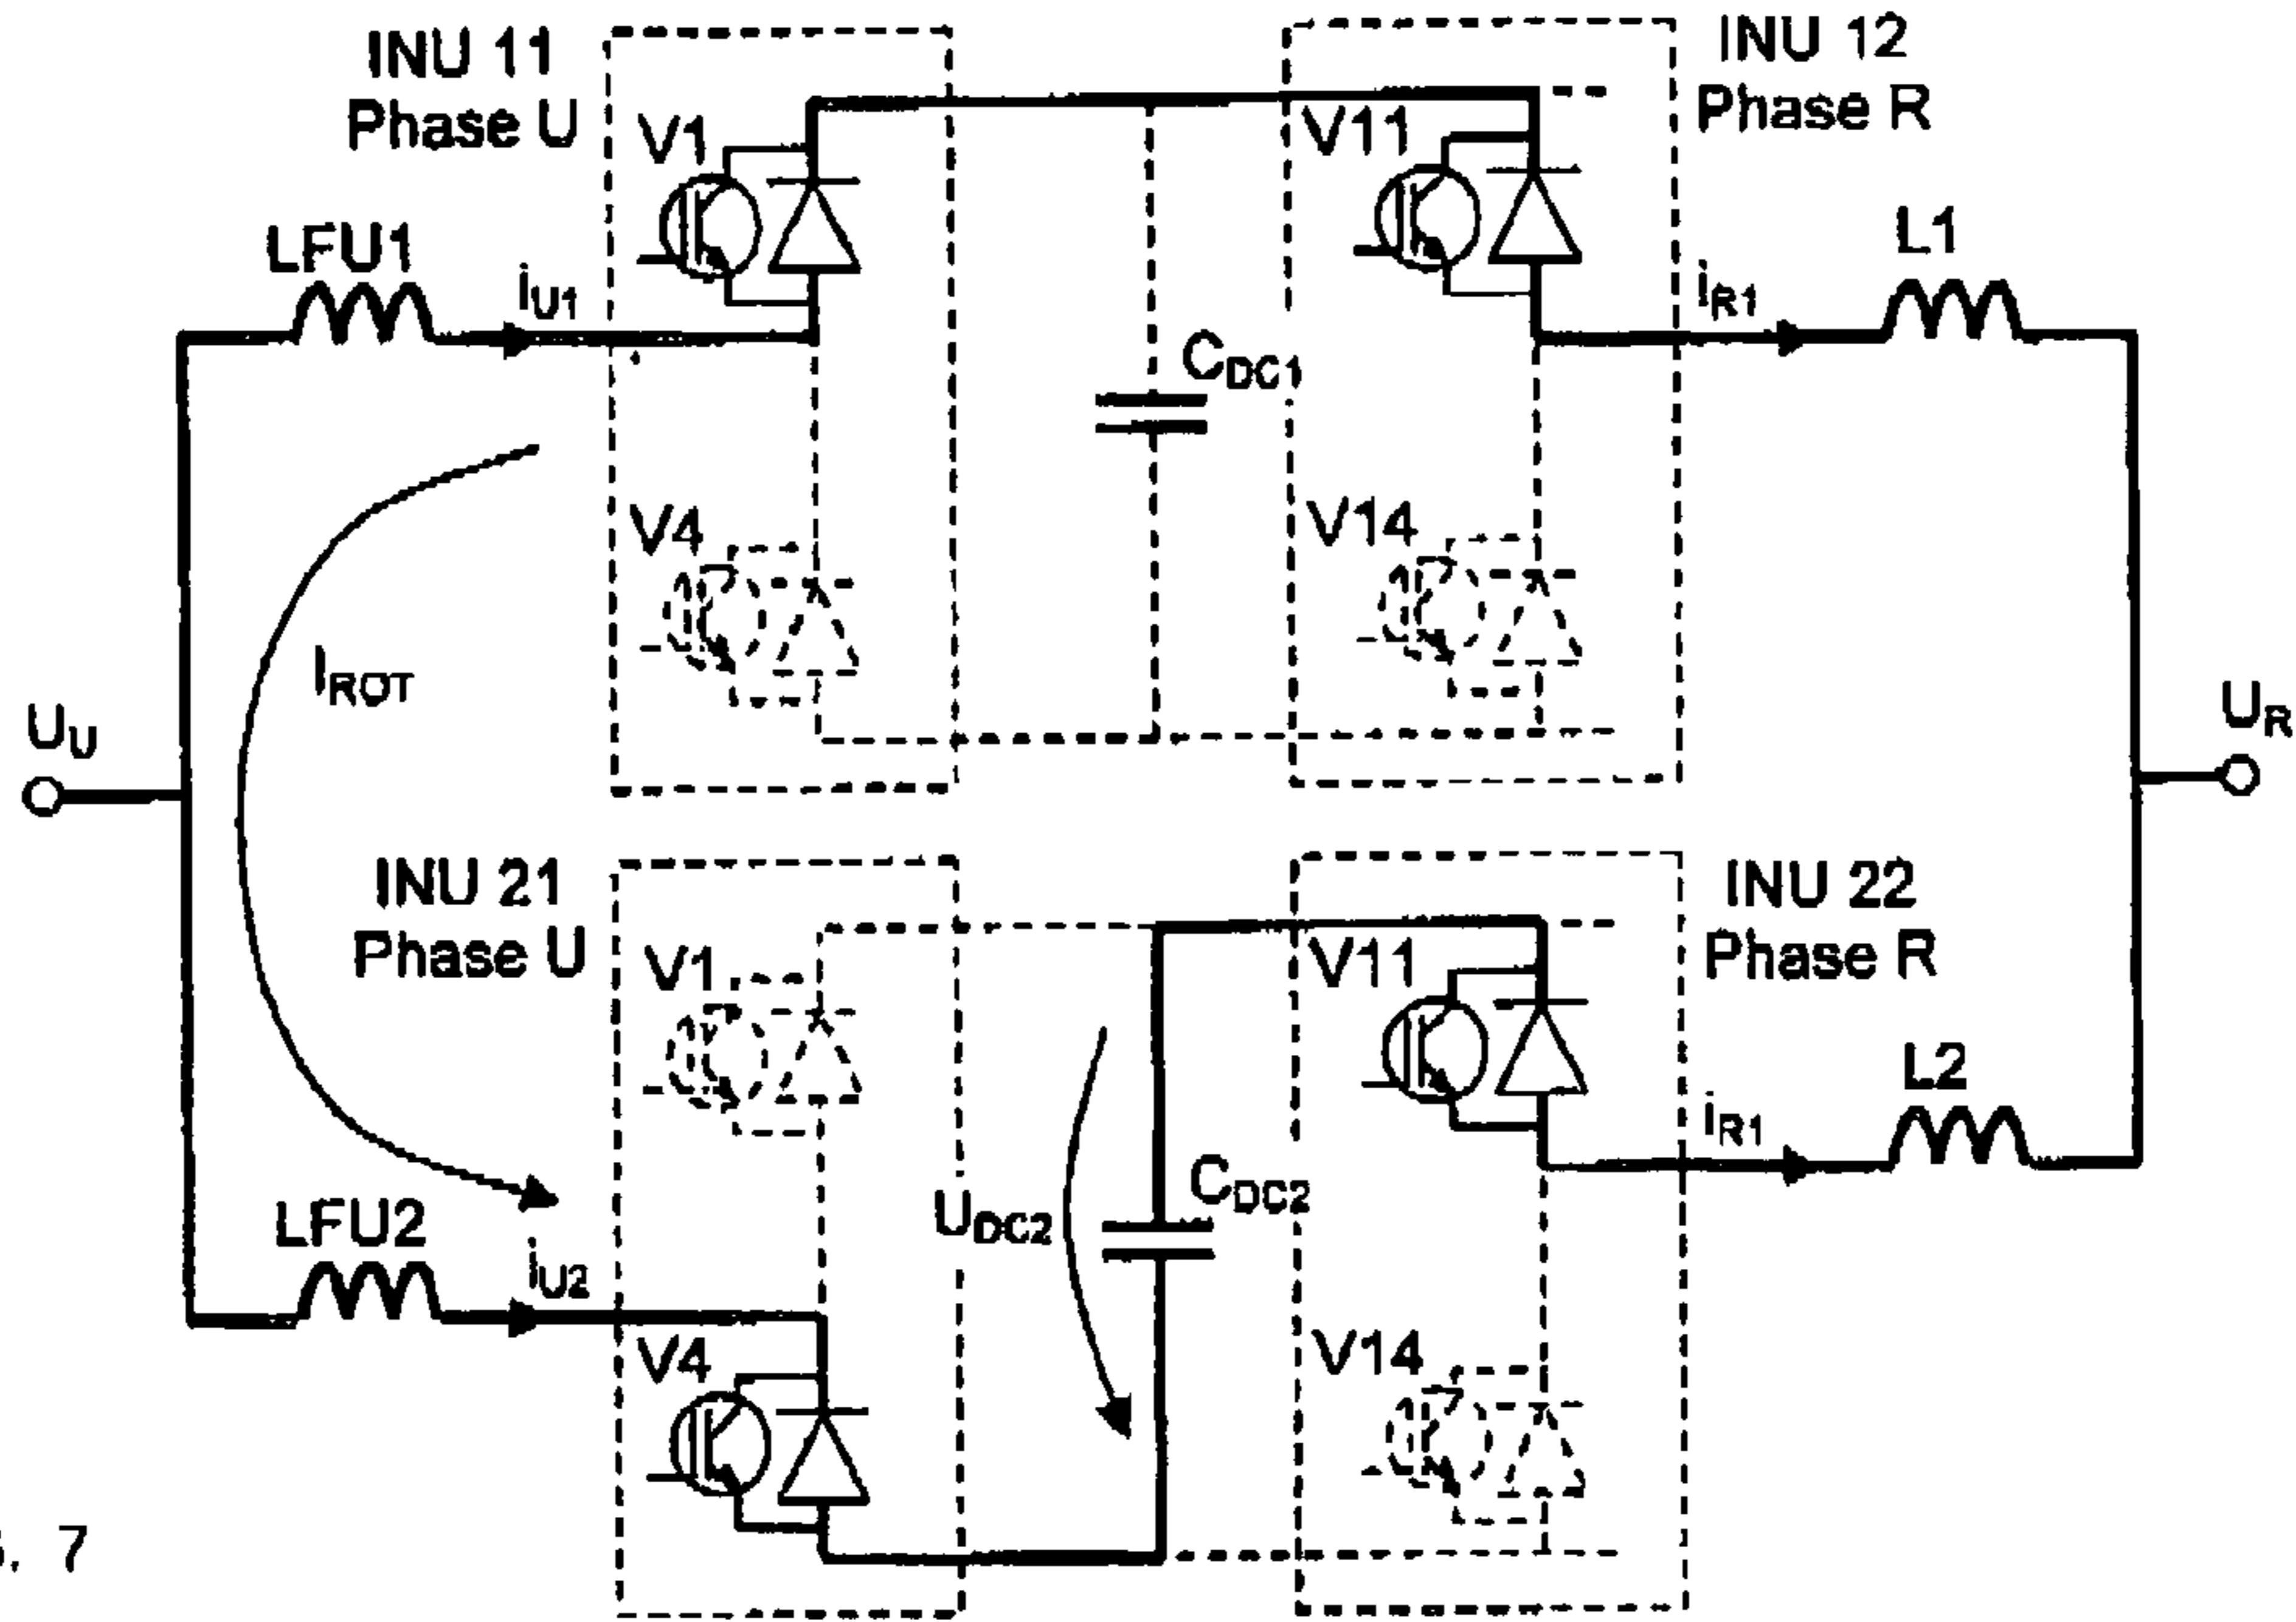 INU 11
Phase U
INU 12
Phase R
V1
V11
LFU1
iU1
iR1
L1
CDC1
V4
V14
IROT
UU
UR
INU 21
Phase U
INU 22
Phase R
V1
V11
LFU2
iU2
UDC2
CDC2
iR1
L2
V4
V14
7